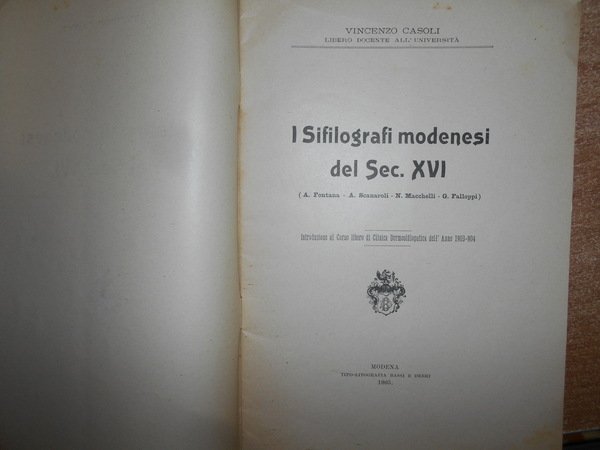 VINCENZO CASOLI
LIBERO DOCENTE ALL'UNIVERSITÀ
I Sifilografi modenesi
del Sec. XVI
(A. Fontana - A. Scanaroli - N. Macchelli - G. Falloppi)
Introduzione al Corso libero di Clinica Dermosifilopatica dell'Anno 1903-904
MODENA
TIPO-LITOGRAFIA BASSI E DEBRI
1903.